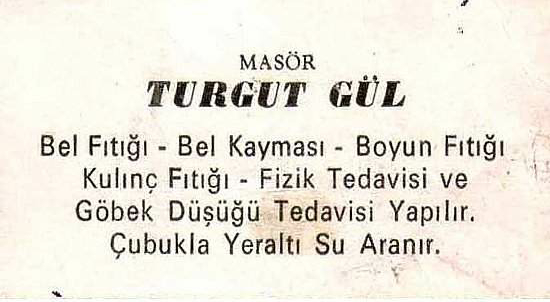 MASÖR
TURGUT GÜL
Bel Fıtığı - Bel Kayması - Boyun Fıtığı
Kulınç Fıtığı - Fizik Tedavisi ve
Göbek Düşüğü Tedavisi Yapılır.
Çubukla Yeraltı Su Aranır.